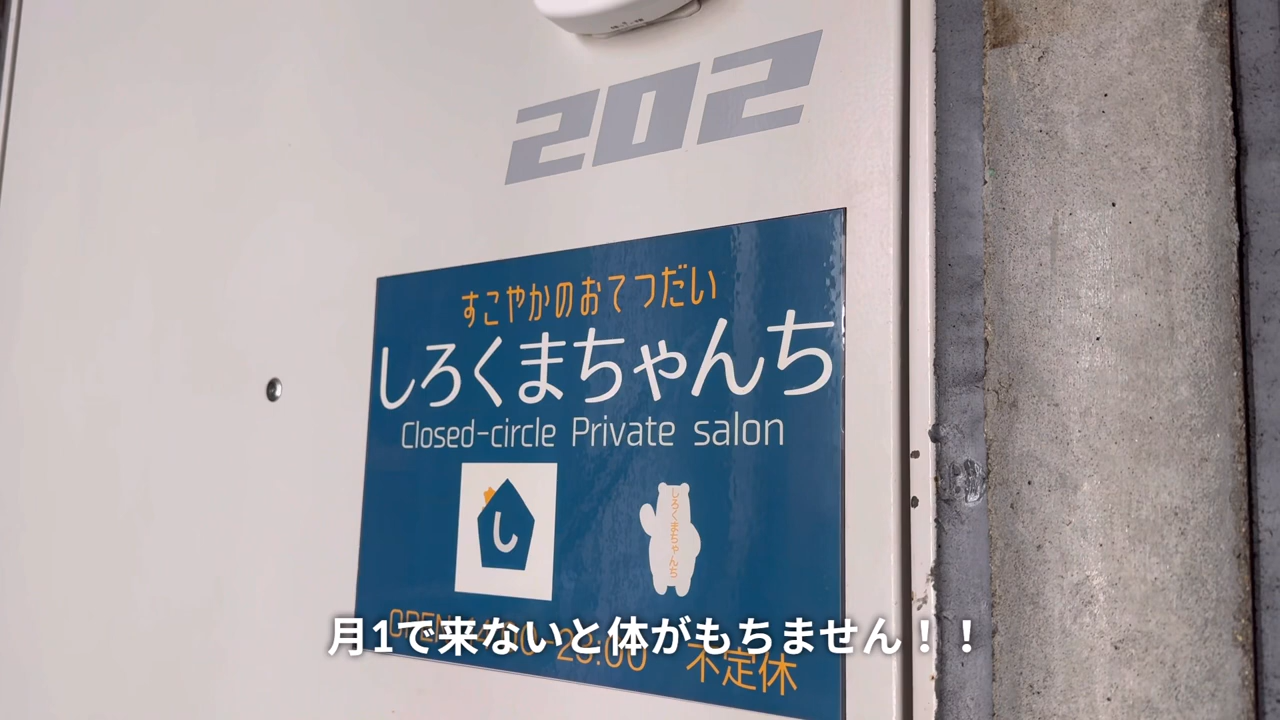 202
すこやかのおてつだい
しろくまちゃんち
Closed-circle Private salon
し
しろくまちゃんち
不定休
月1で来ないと体がもちません！！